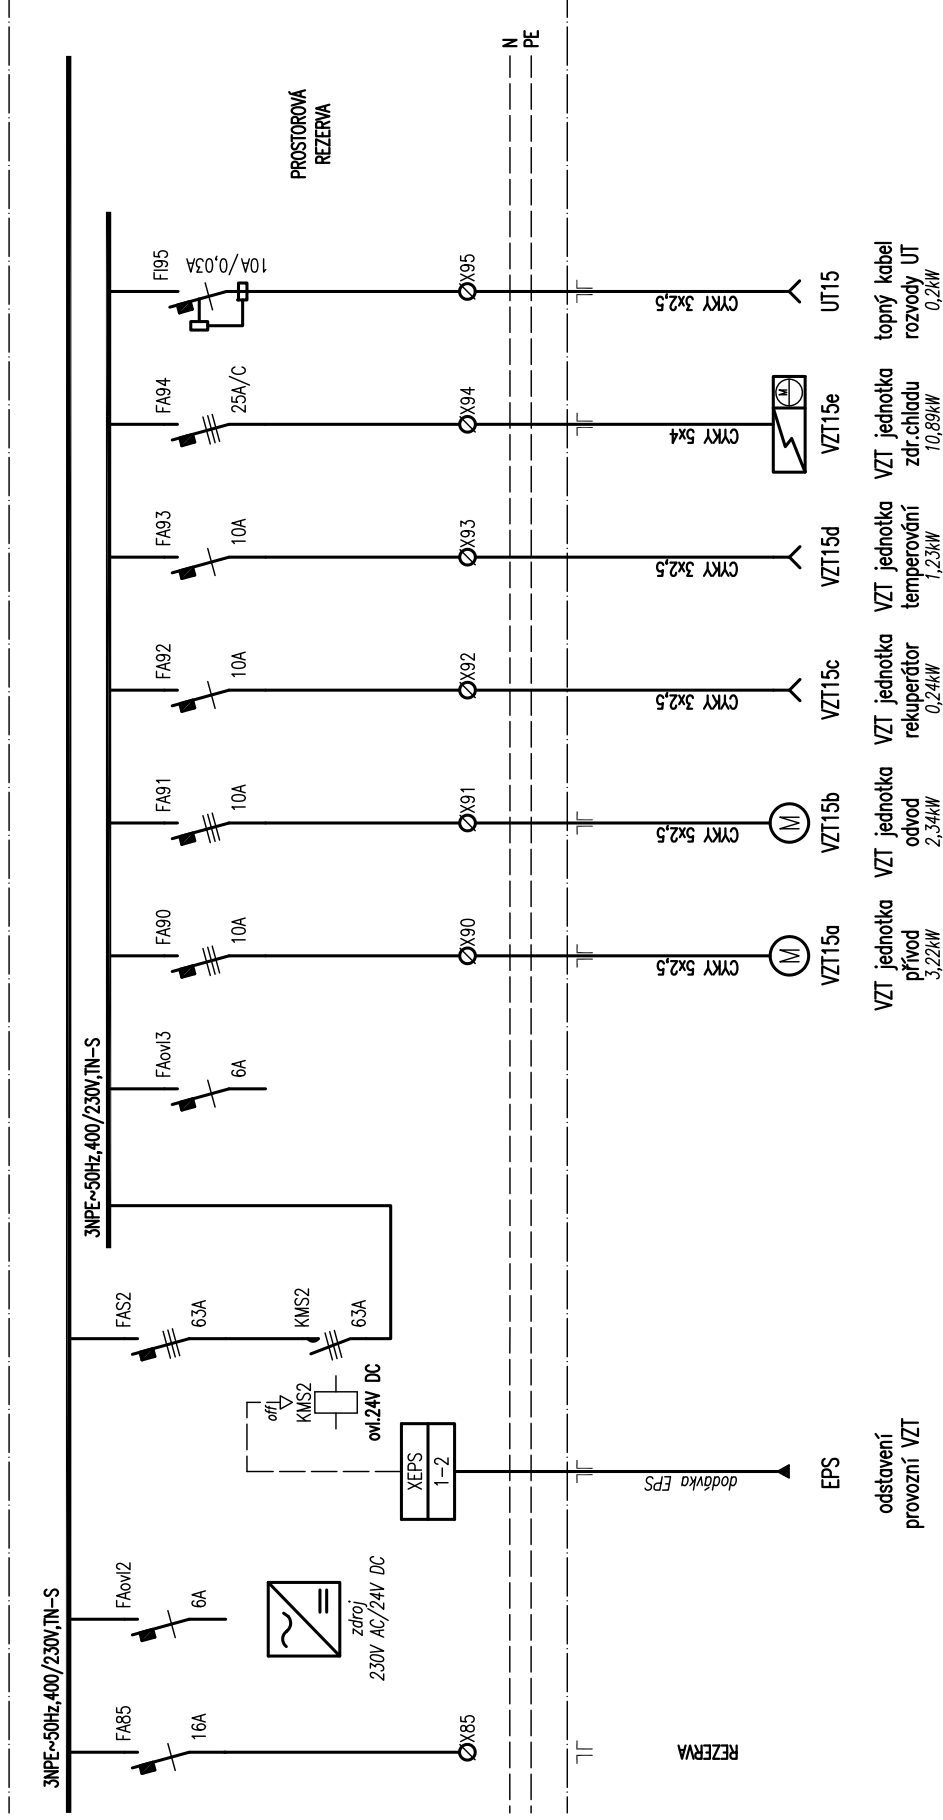 3NPE~50Hz,400/230V,TN-S
FA85
16A
X85
REZERVA
FAovl2
6A
zdroj
230V AC/24V DC
XEPS
1-2
off
KMS2
ovl.24V DC
dodávka EPS
EPS
odstavení
provozní VZT
FAS2
63A
KMS2
63A
3NPE~50Hz,400/230V,TN-S
FAovl3
6A
FA90
10A
X90
CYKY 5x2,5
M
VZT15a
VZT jednotka
přívod
3,22kW
FA91
10A
X91
CYKY 5x2,5
M
VZT15b
VZT jednotka
odvod
2,34kW
FA92
10A
X92
CYKY 3x2,5
VZT15c
VZT jednotka
rekuperátor
0,24kW
FA93
10A
X93
CYKY 3x2,5
VZT15d
VZT jednotka
temperování
1,23kW
FA94
25A/C
X94
CYKY 5x4
M
VZT15e
VZT jednotka
zdr.chladu
10,89kW
FI95
10A/0,03A
X95
CYKY 3x2,5
UT15
topný kabel
rozvody UT
0,2kW
PROSTOROVÁ
REZERVA
N
PE